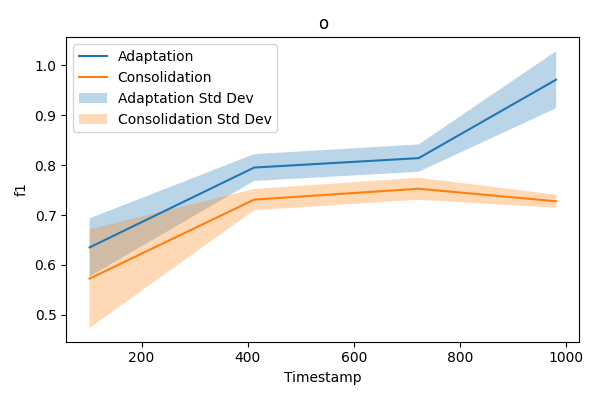 o
Adaptation
Consolidation
Adaptation Std Dev
Consolidation Std Dev
1.0
0.9
0.8
0.7
0.6
0.5
f1
200
400
600
800
1000
Timestamp